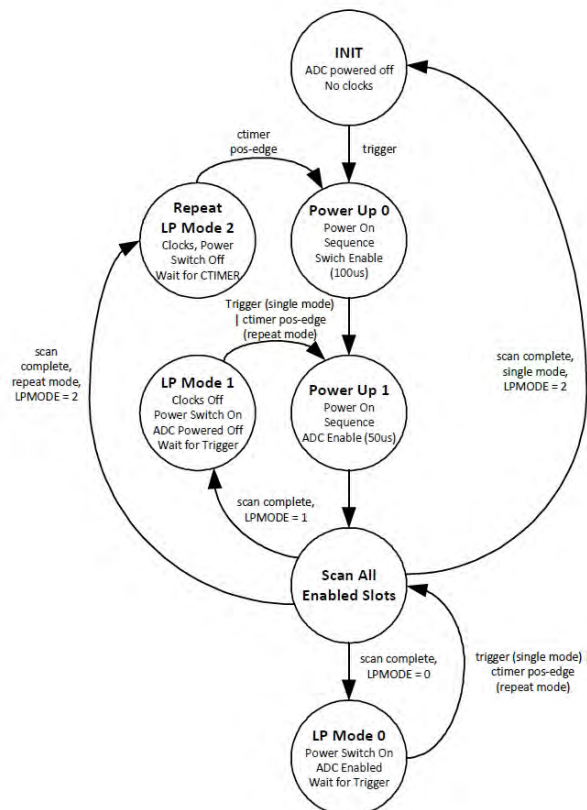 INIT
ADC powered off
No clocks
ctimer
pos-edge
trigger
Repeat
LP Mode 2
Clocks, Power
Switch Off
Wait for CTIMER
Power Up 0
Power On
Sequence
Swich Enable
(100us)
Trigger (single mode)
| ctimer pos-edge
(repeat mode)
scan
complete,
repeat mode,
LPMODE = 2
LP Mode 1
Clocks Off
Power Switch On
ADC Powered Off
Wait for Trigger
Power Up 1
Power On
Sequence
ADC Enable (50us)
scan complete,
single mode,
LPMODE = 2
scan complete,
LPMODE = 1
Scan All
Enabled Slots
scan complete,
LPMODE = 0
trigger (single mode) |
ctimer pos-edge
(repeat mode)
LP Mode 0
Power Switch On
ADC Enabled
Wait for Trigger